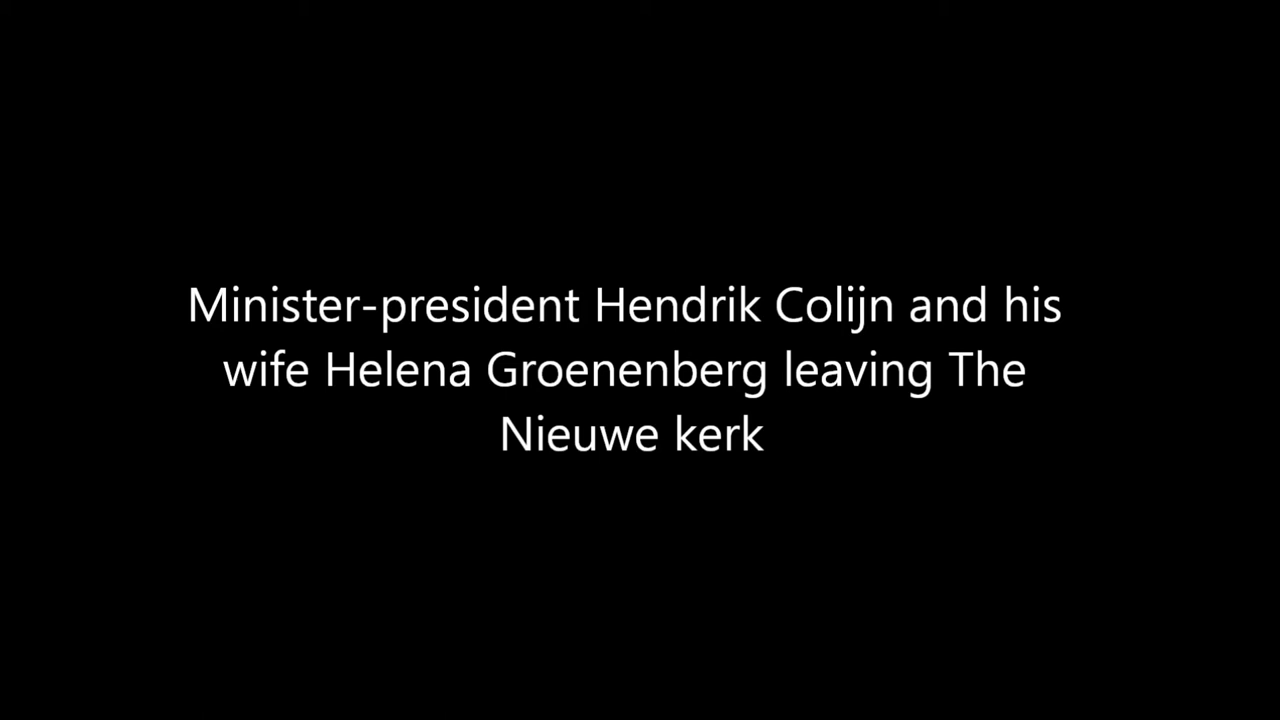 Minister-president Hendrik Colijn and his
wife Helena Groenenberg leaving The
Nieuwe kerk